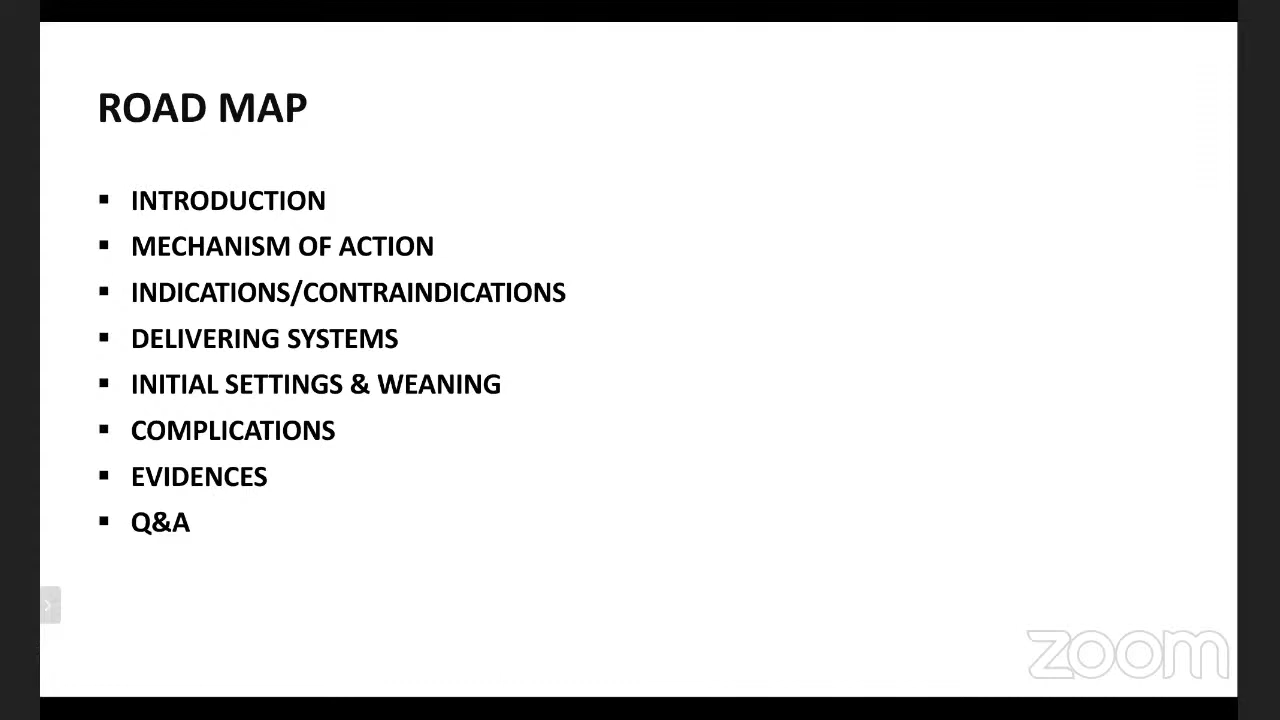 ROAD MAP
▪ INTRODUCTION
▪ MECHANISM OF ACTION
▪ INDICATIONS/CONTRAINDICATIONS
▪ DELIVERING SYSTEMS
▪ INITIAL SETTINGS & WEANING
▪ COMPLICATIONS
▪ EVIDENCES
▪ Q&A
zoom